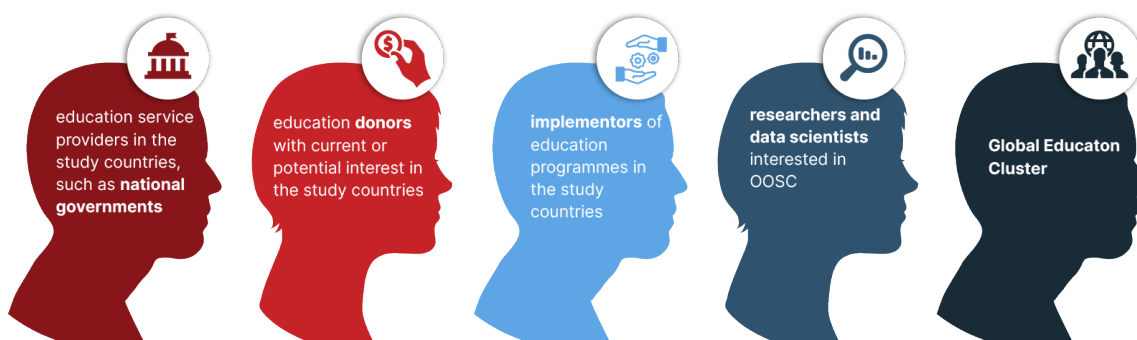 education service
providers in the
study countries,
such as national
governments
education donors
with current or
potential interest in
the study countries
implementors of
education
programmes in
the study
countries
researchers and
data scientists
interested in
OOSC
Global Educaton
Cluster